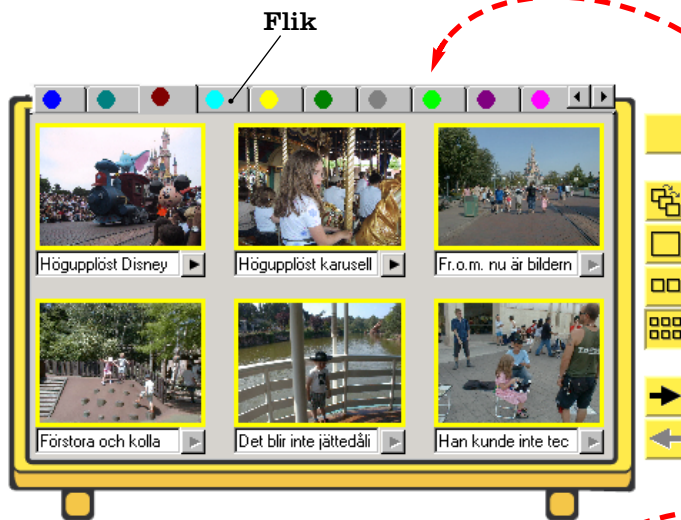 Flik
Högupplöst Disney
Högupplöst karusell
Fr.o.m. nu är bildern
Förstora och kolla
Det blir inte jättedåli
Han kunde inte tec